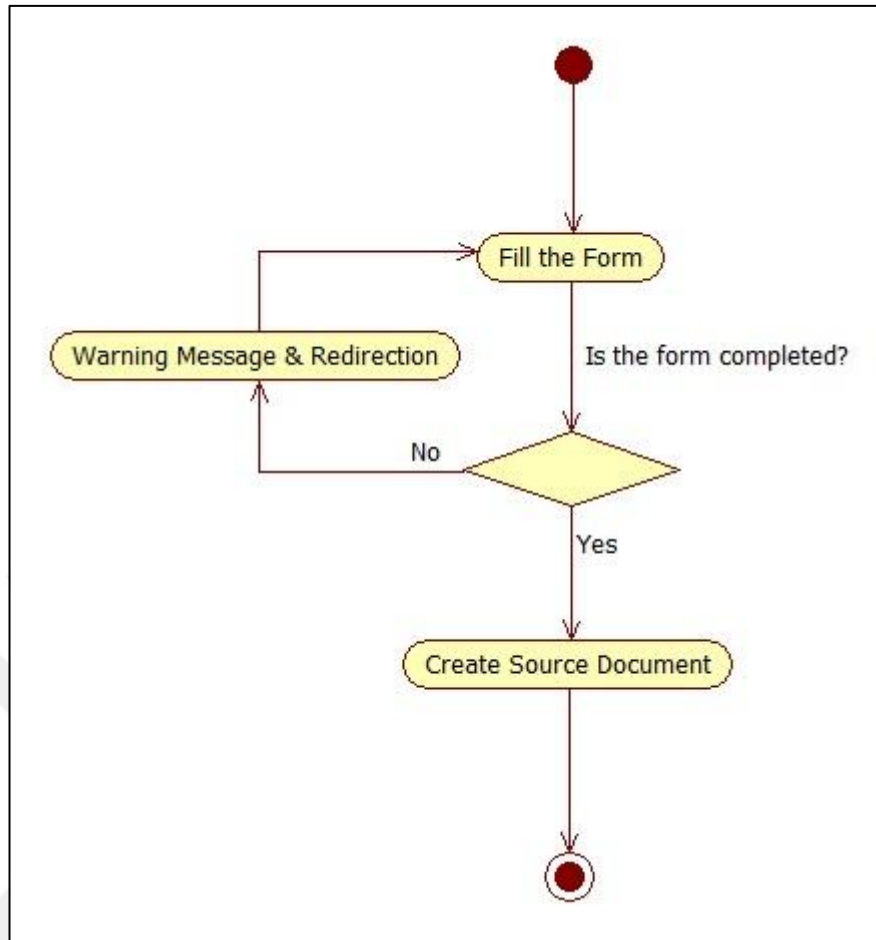 Fill the Form
Warning Message & Redirection
Is the form completed?
No
Yes
Create Source Document